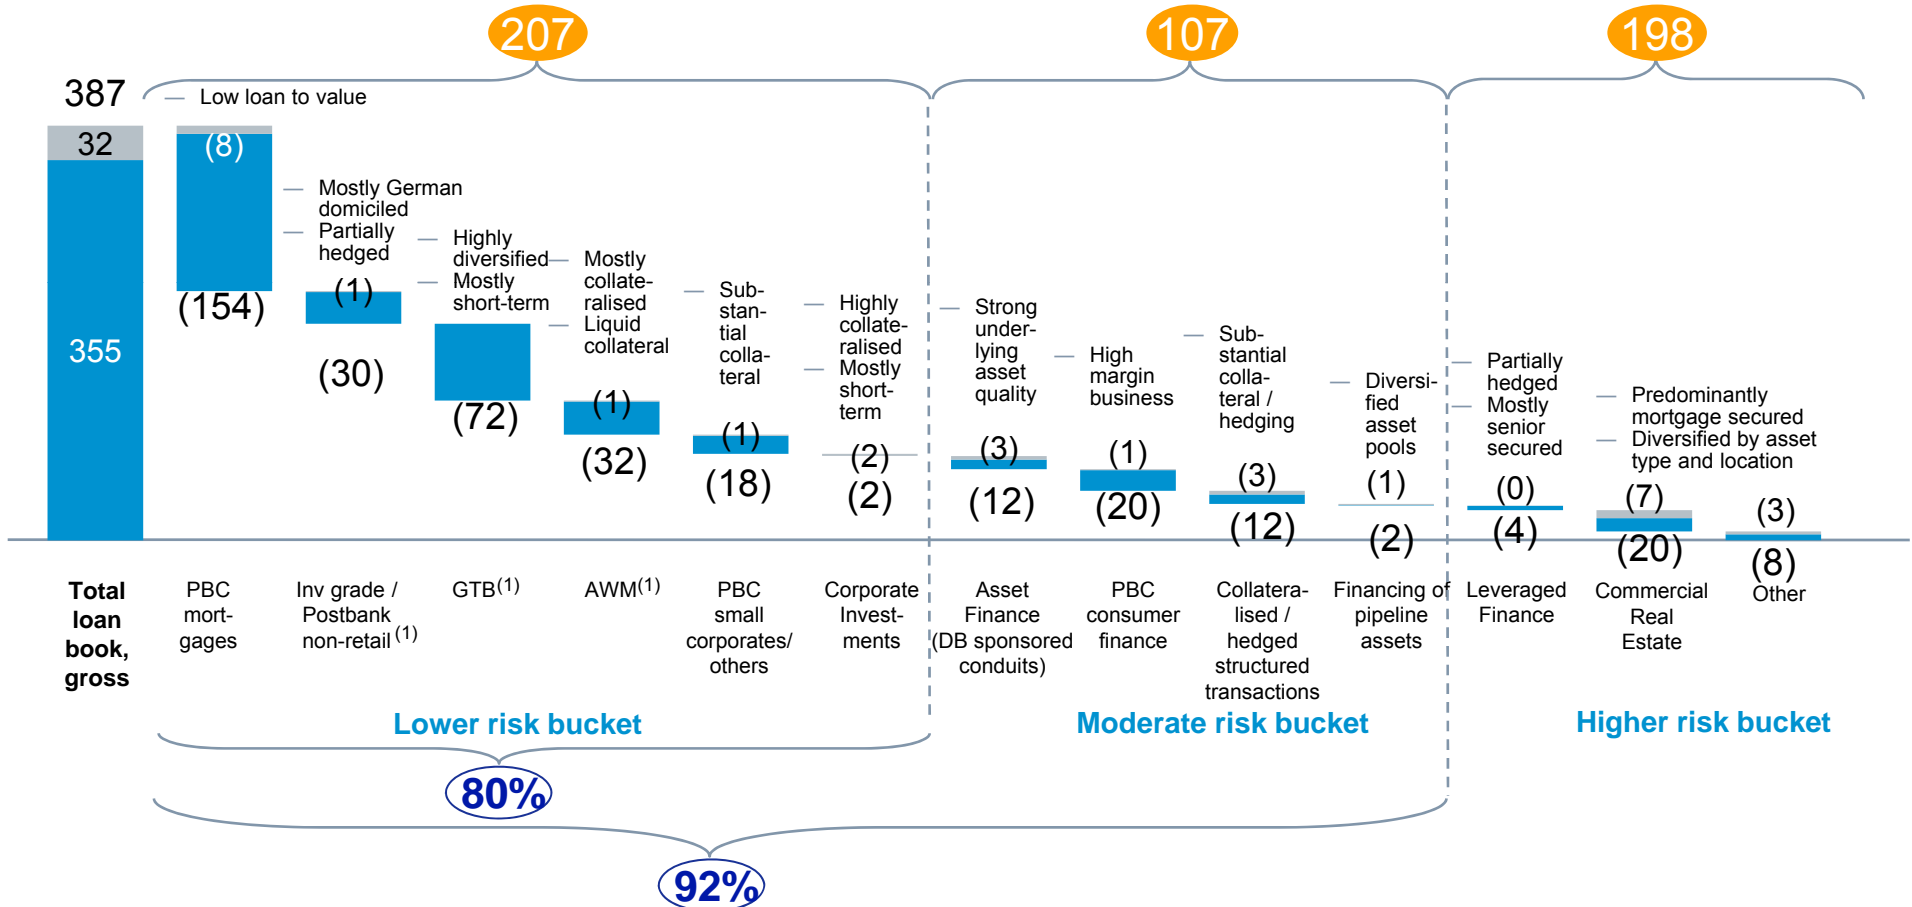 207
107
198
387
— Low loan to value
32
355
(8)
(154)
— Mostly German
domiciled
— Partially
hedged
(1)
(30)
— Highly
diversified
— Mostly
short-term
(72)
— Mostly
collate-
ralised
— Liquid
collateral
(1)
(32)
— Sub-
stan-
tial
colla-
teral
(1)
(18)
— Highly
collate-
ralised
— Mostly
short-
term
(2)
(2)
— Strong
under-
lying
asset
quality
(3)
(12)
— High
margin
business
(1)
(20)
— Sub-
stantial
colla-
teral /
hedging
(3)
(12)
— Diversi-
fied
asset
pools
(1)
(2)
— Partially
hedged
— Mostly
senior
secured
(0)
(4)
— Predominantly
mortgage secured
— Diversified by asset
type and location
(7)
(20)
(3)
(8)
Total
loan
book,
gross
PBC
mort-
gages
Inv grade /
Postbank
non-retail (1)
GTB(1)
AWM(1)
PBC
small
corporates/
others
Corporate
Invest-
ments
Asset
Finance
(DB sponsored
conduits)
PBC
consumer
finance
Collatera-
lised /
hedged
structured
transactions
Financing of
pipeline
assets
Leveraged
Finance
Commercial
Real
Estate
Other
Lower risk bucket
Moderate risk bucket
Higher risk bucket
80%
92%